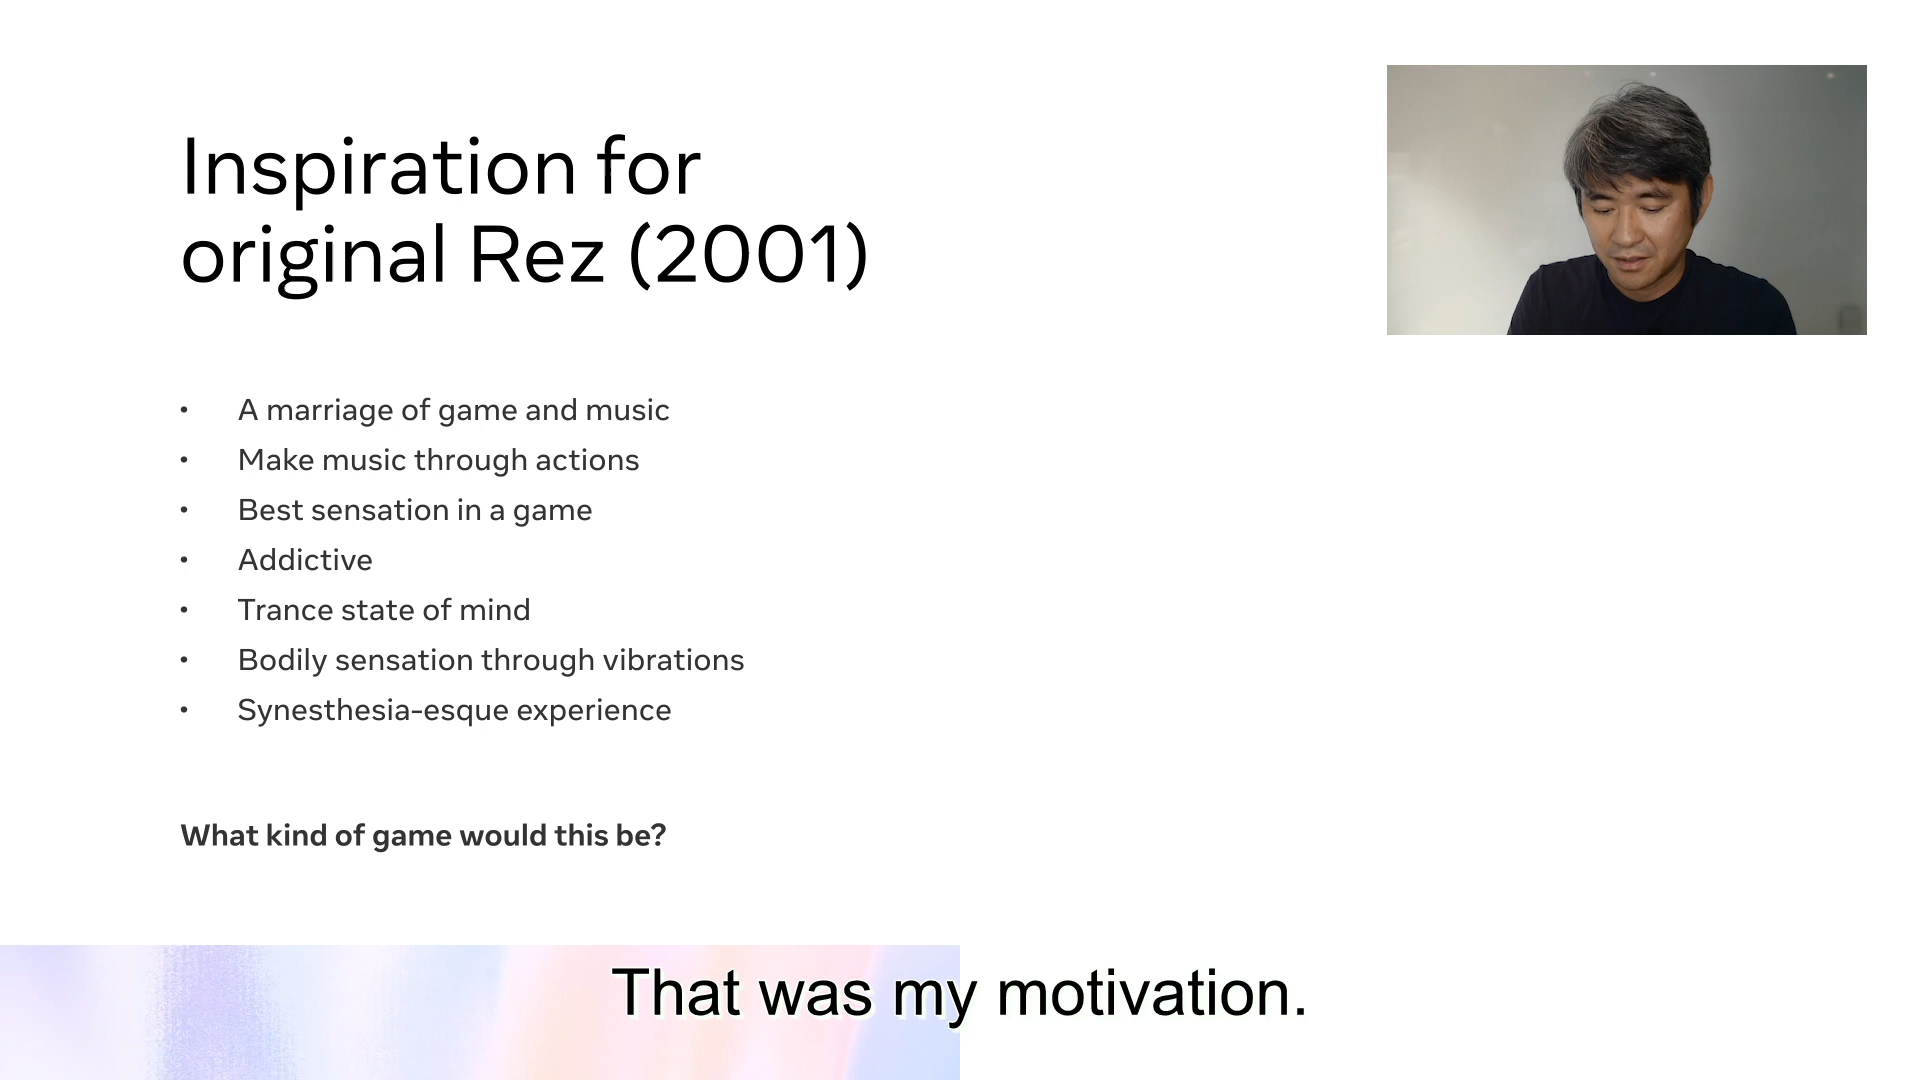 Inspiration for
original Rez (2001)
• A marriage of game and music
• Make music through actions
• Best sensation in a game
• Addictive
• Trance state of mind
• Bodily sensation through vibrations
• Synesthesia-esque experience
What kind of game would this be?
That was my motivation.